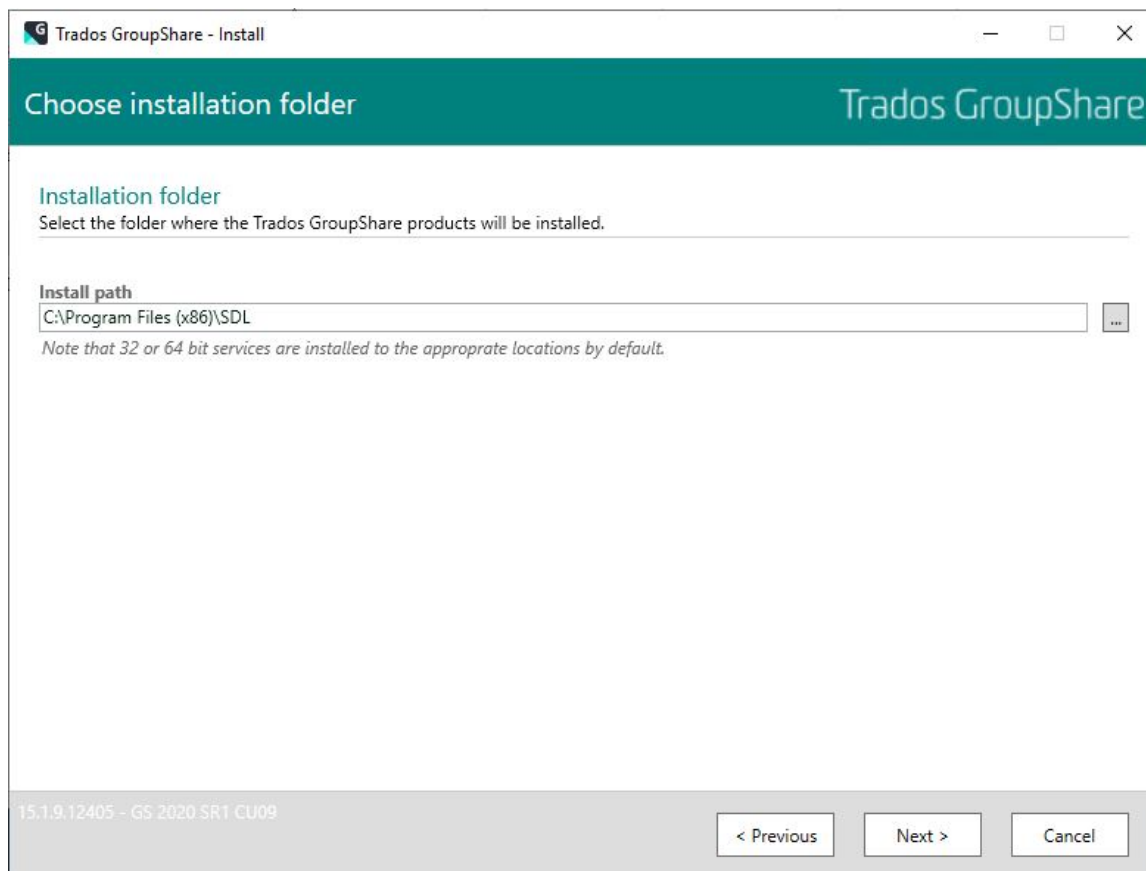 Trados GroupShare - Install
Choose installation folder
Trados GroupShare
Installation folder
Select the folder where the Trados GroupShare products will be installed.
Install path
C:\Program Files (x86)\SDL
...
Note that 32 or 64 bit services are installed to the approprate locations by default.
15.1.9.12405 - GS 2020 SR1 CU09
< Previous
Next >
Cancel